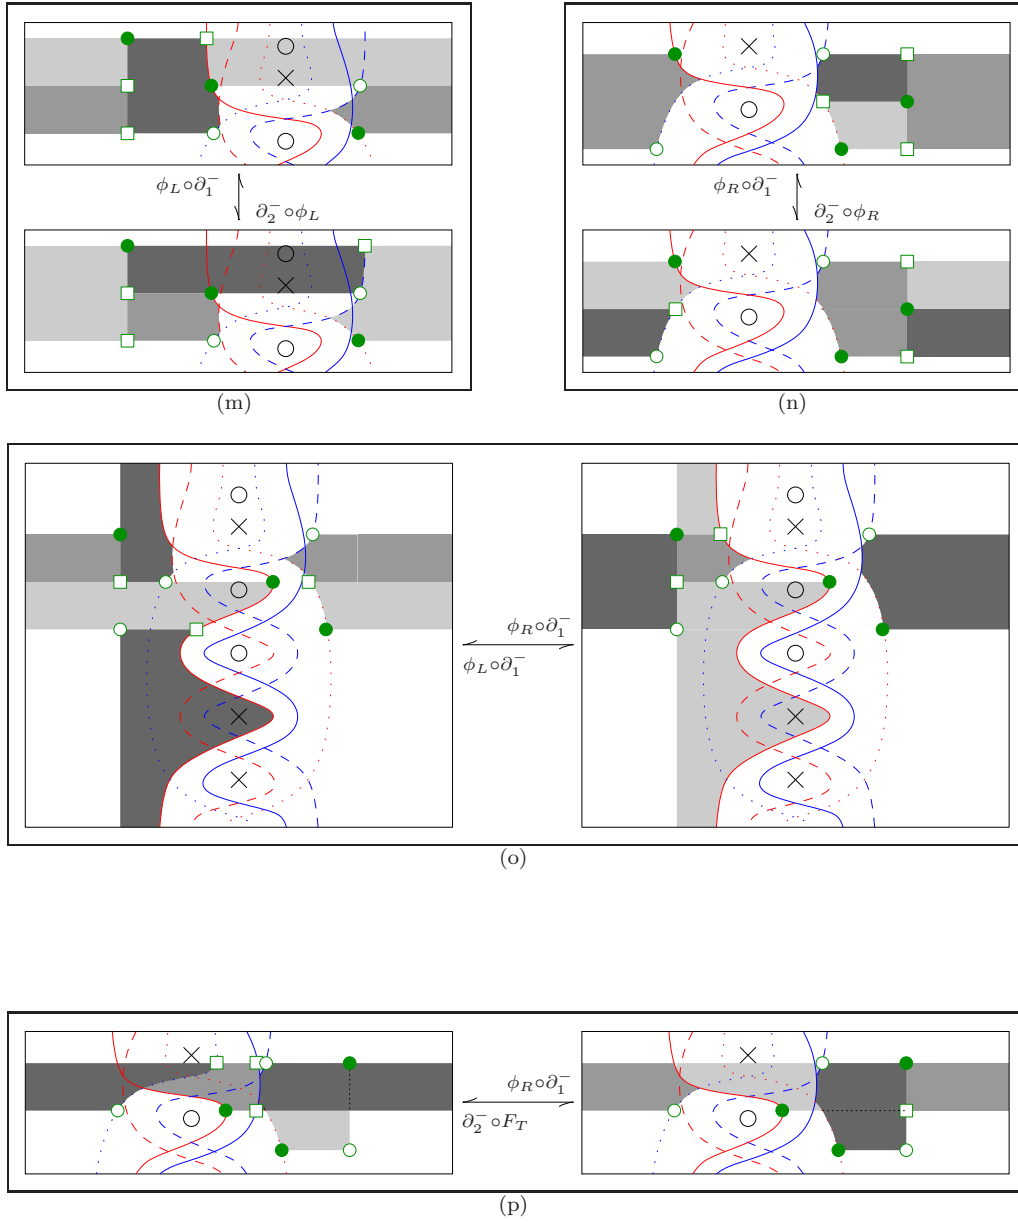 ϕ_L∘∂_1^-
∂_2^-∘ϕ_L
(m)
ϕ_R∘∂_1^-
∂_2^-∘ϕ_R
(n)
ϕ_R∘∂_1^-
ϕ_L∘∂_1^-
(o)
ϕ_R∘∂_1^-
∂_2^-∘F_T
(p)